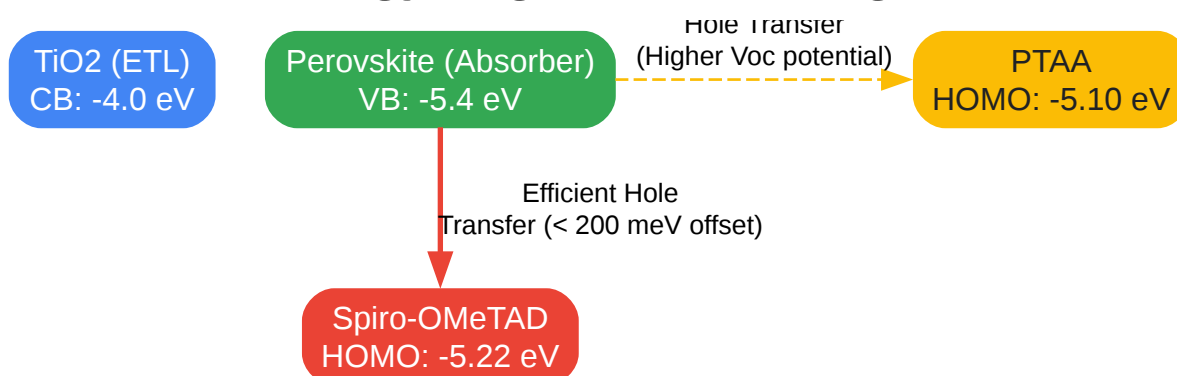 TiO2 (ETL)
CB: -4.0 eV
Perovskite (Absorber)
VB: -5.4 eV
Hole Transfer
(Higher Voc potential)
PTAA
HOMO: -5.10 eV
Efficient Hole
Transfer (< 200 meV offset)
Spiro-OMeTAD
HOMO: -5.22 eV